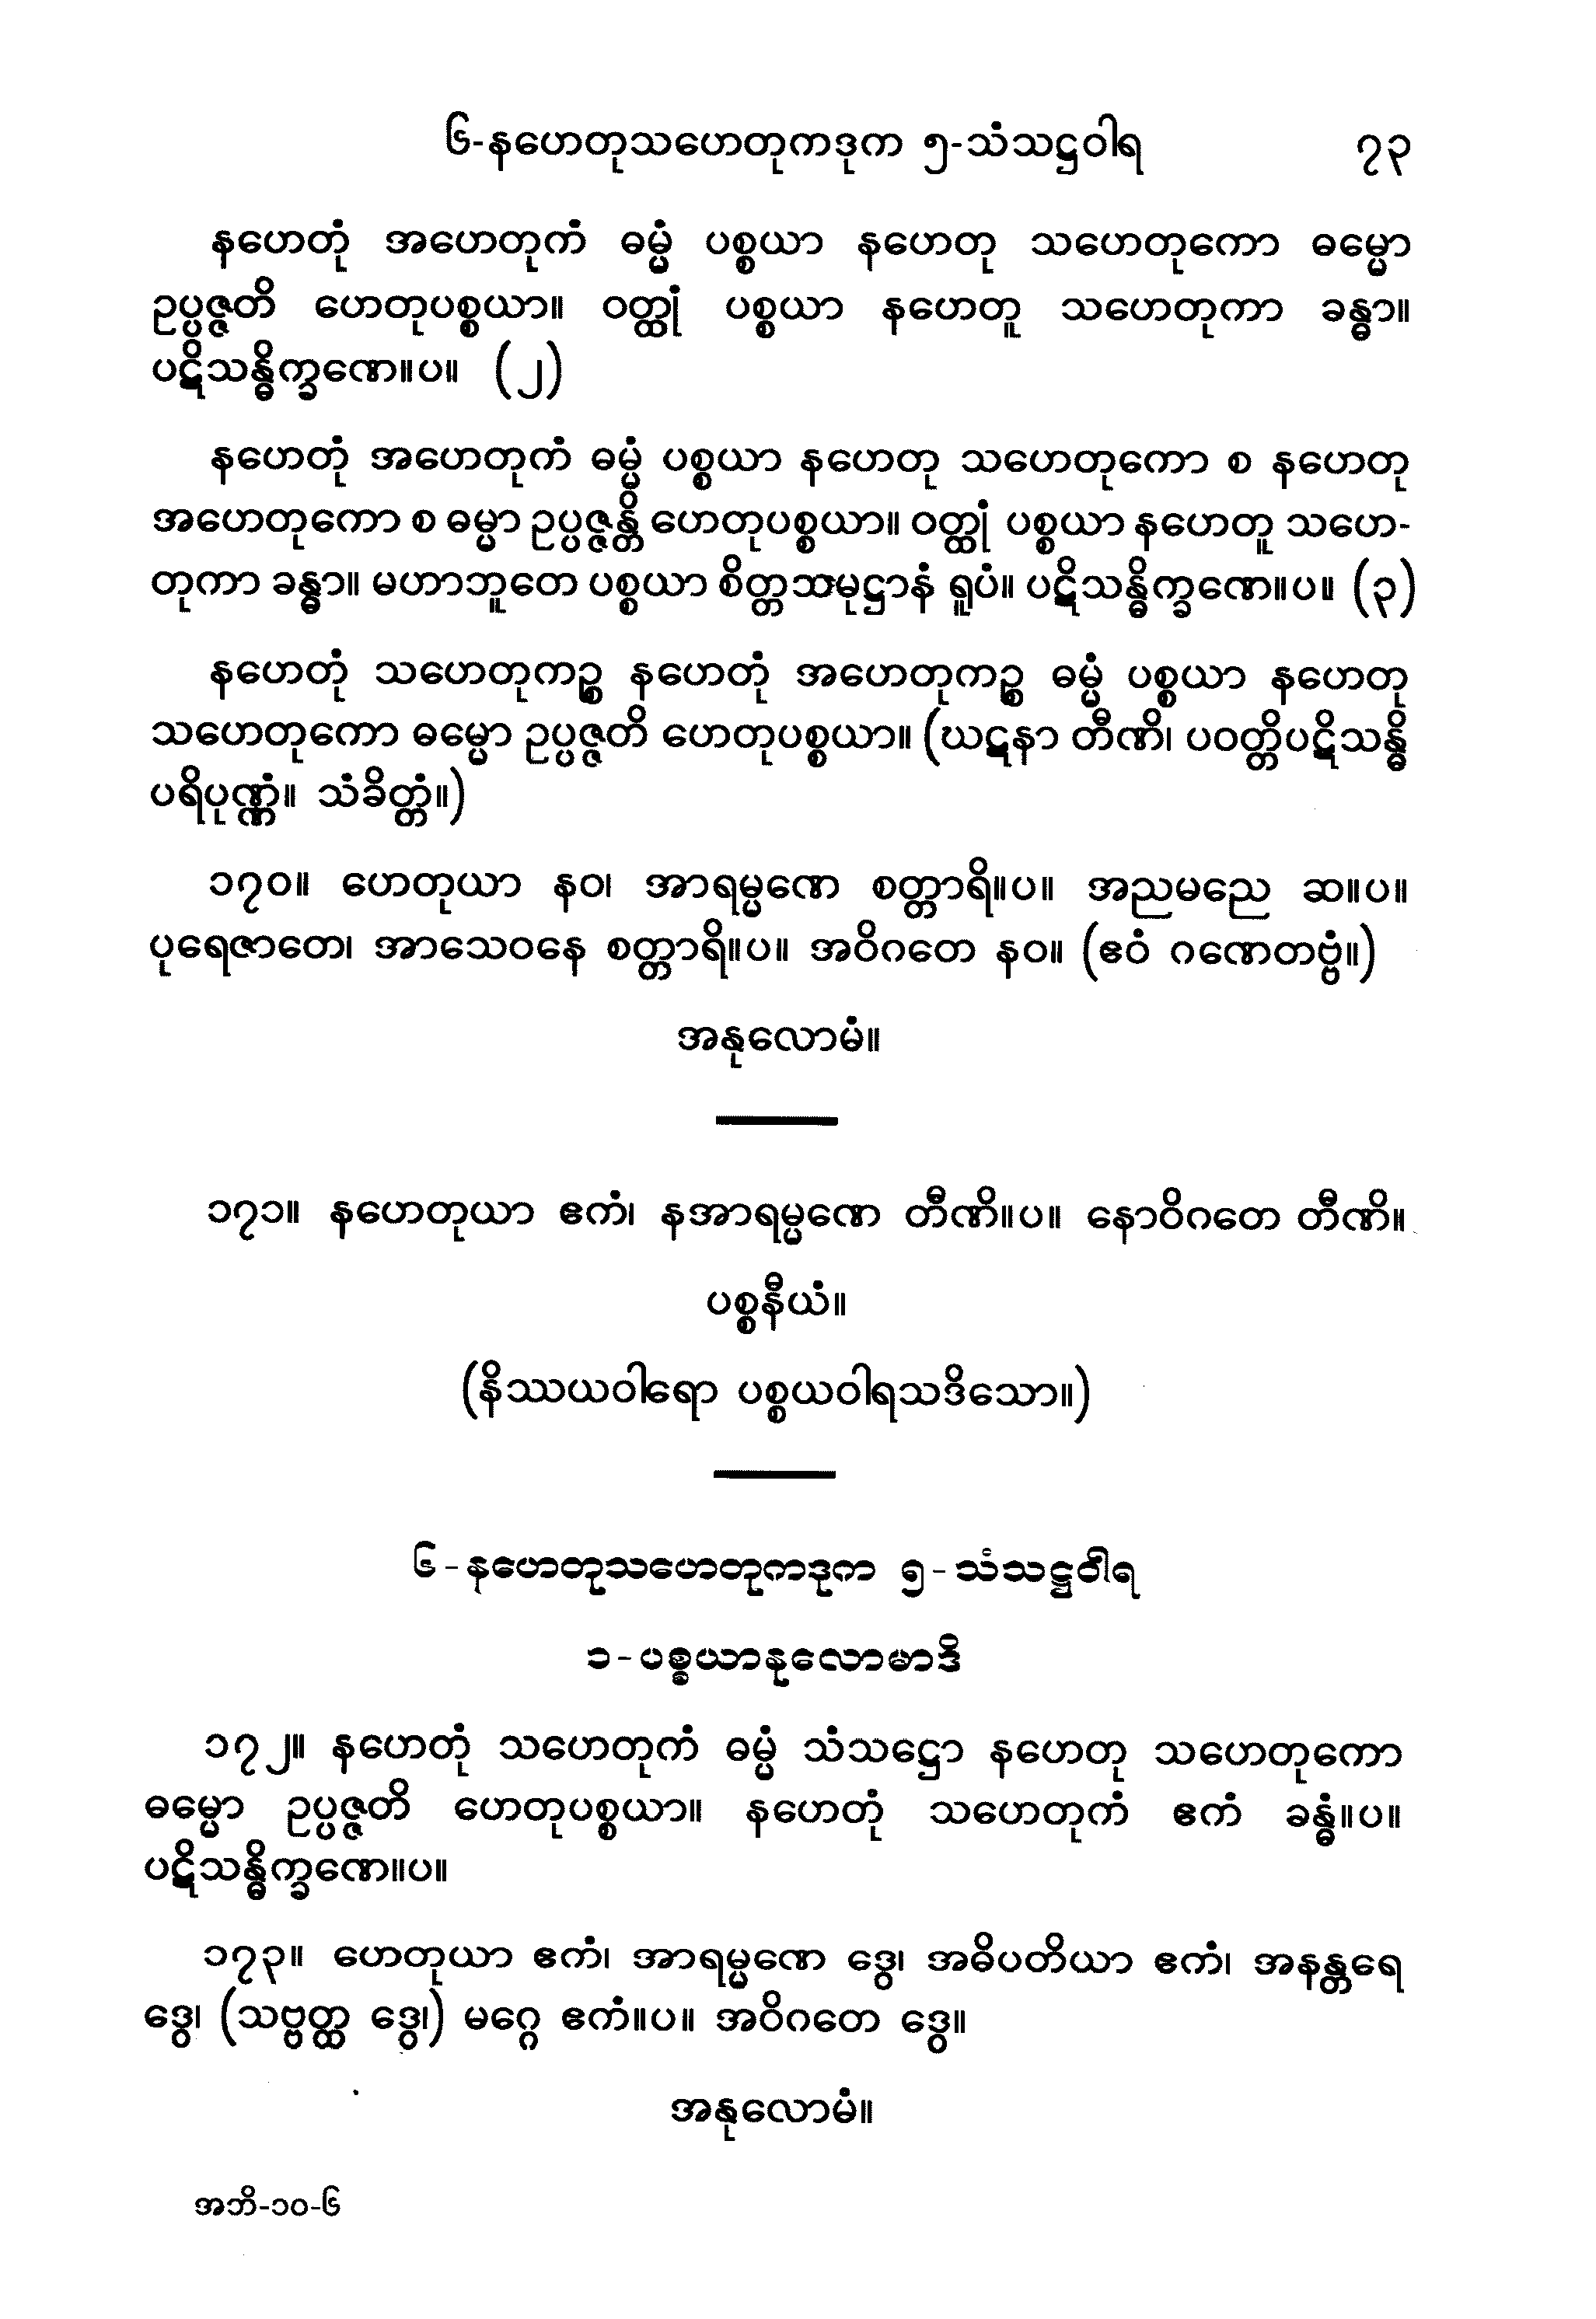 ၆-နဟေတုသဟေတုကဒုက ၅-သံသဋ္ဌဝါရ ၇၃
နဟေတုံ အဟေတုကံ ဓမ္မံ ပစ္စယာ နဟေတု သဟေတုကော ဓမ္မော
ဥပ္ပဇ္ဇတိ ဟေတုပစ္စယာ။ ဝတ္ထုံ ပစ္စယာ နဟေတူ သဟေတုကာ ခန္ဓာ။
ပဋိသန္ဓိက္ခဏေ။ပ။ (၂)
နဟေတုံ အဟေတုကံ ဓမ္မံ ပစ္စယာ နဟေတု သဟေတုကော စ နဟေတု
အဟေတုကော စ ဓမ္မာ ဥပ္ပဇ္ဇန္တိ ဟေတုပစ္စယာ။ ဝတ္ထုံ ပစ္စယာ နဟေတူ သဟေ-
တုကာ ခန္ဓာ။ မဟာဘူတေ ပစ္စယာ စိတ္တသမုဋ္ဌာနံ ရူပံ။ ပဋိသန္ဓိက္ခဏေ။ပ။ (၃)
နဟေတုံ သဟေတုကဉ္စ နဟေတုံ အဟေတုကဉ္စ ဓမ္မံ ပစ္စယာ နဟေတု
သဟေတုကော ဓမ္မော ဥပ္ပဇ္ဇတိ ဟေတုပစ္စယာ။ (ဃဋနာ တီဏိ၊ ပဝတ္တိပဋိသန္ဓိ
ပရိပုဏ္ဏံ။ သံခိတ္တံ။)
၁၇၀။ ဟေတုယာ နဝ၊ အာရမ္မဏေ စတ္တာရိ။ပ။ အညမညေ ဆ။ပ။
ပုရေဇာတေ၊ အာသေဝနေ စတ္တာရိ။ပ။ အဝိဂတေ နဝ။ (ဧဝံ ဂဏေတဗ္ဗံ။)
အနုလောမံ။
၁၇၁။ နဟေတုယာ ဧကံ၊ နအာရမ္မဏေ တီဏိ။ပ။ နောဝိဂတေ တီဏိ။
ပစ္စနီယံ။
(နိဿယဝါရော ပစ္စယဝါရသဒိသော။)
၆-နဟေတုသဟေတုကဒုက ၅-သံသဋ္ဌဝါရ
၁-ပစ္စယာနုလောမာဒိ
၁၇၂။ နဟေတုံ သဟေတုကံ ဓမ္မံ သံသဋ္ဌော နဟေတု သဟေတုကော
ဓမ္မော ဥပ္ပဇ္ဇတိ ဟေတုပစ္စယာ။ နဟေတုံ သဟေတုကံ ဧကံ ခန္ဓံ။ပ။
ပဋိသန္ဓိက္ခဏေ။ပ။
၁၇၃။ ဟေတုယာ ဧကံ၊ အာရမ္မဏေ ဒွေ၊ အဓိပတိယာ ဧကံ၊ အနန္တရေ
ဒွေ၊ (သဗ္ဗတ္ထ ဒွေ၊) မဂ္ဂေ ဧကံ။ပ။ အဝိဂတေ ဒွေ။
အနုလောမံ။
အဘိ-၁၀-၆